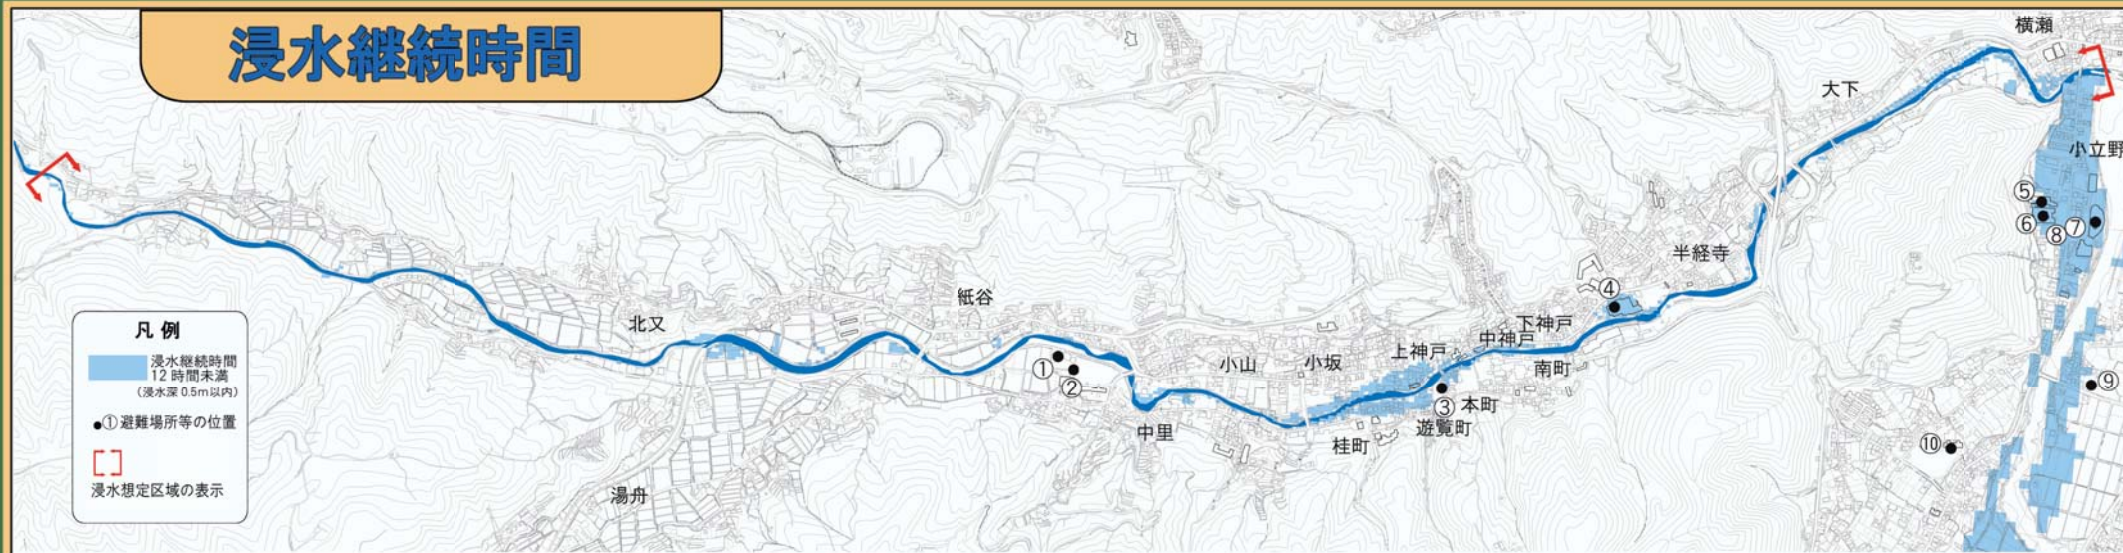 浸水継続時間
横瀬
大下
小立野
⑤
⑥
⑧
⑦
半経寺
④
紙谷
北又
下神戸
中神戸
上神戸
南町
小坂
小山
①
②
⑨
③
本町
遊覧町
中里
桂町
⑩
湯舟
凡例
浸水継続時間
12時間未満
（浸水深0.5m以内）
●①避難場所等の位置
浸水想定区域の表示